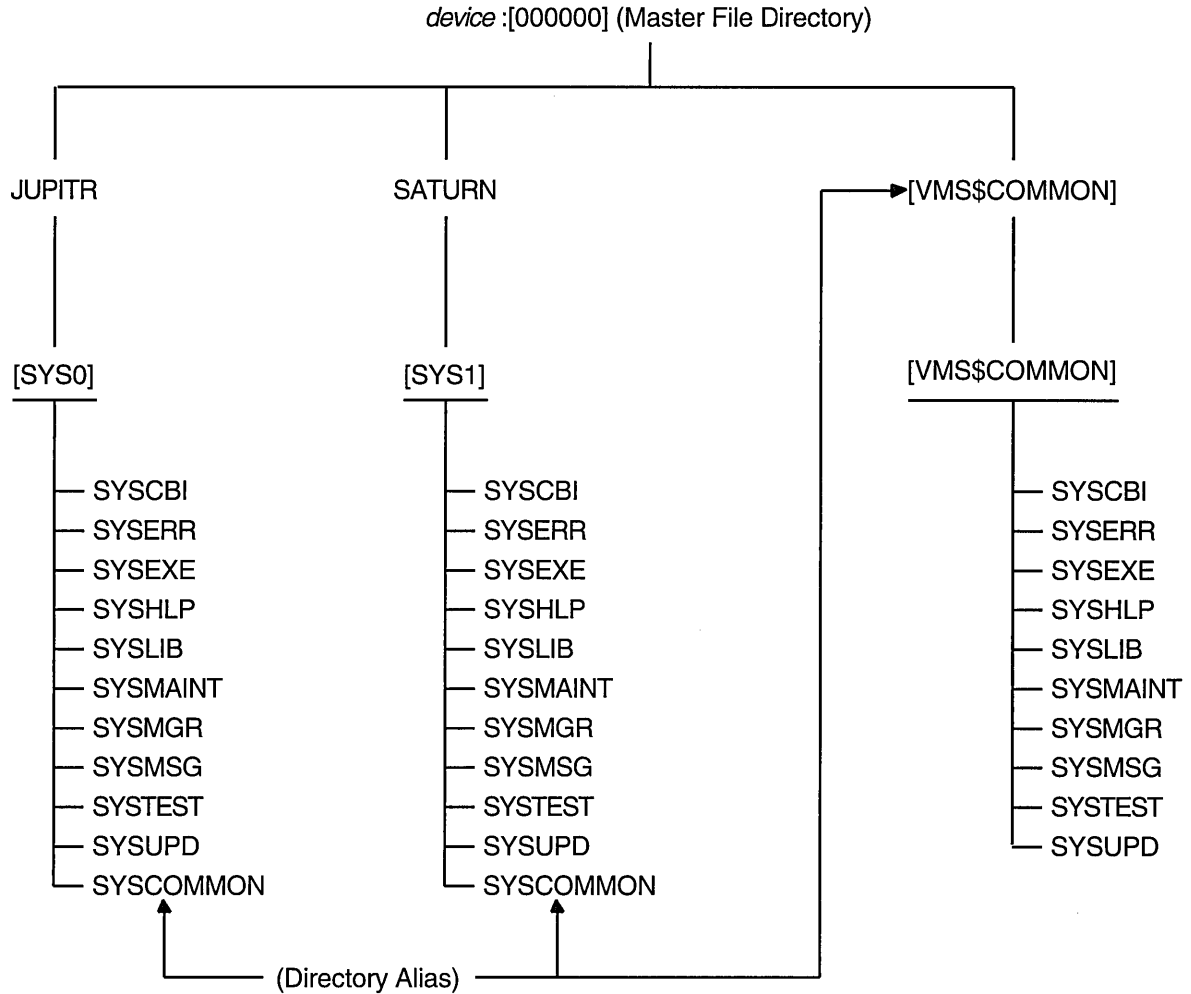 device :[000000] (Master File Directory)
JUPITR
SATURN
[VMS$COMMON]
[SYS0]
[SYS1]
[VMS$COMMON]
SYSCBI
SYSERR
SYSEXE
SYSHLP
SYSLIB
SYSMAINT
SYSMGR
SYSMSG
SYSTEST
SYSUPD
SYSCOMMON
SYSCBI
SYSERR
SYSEXE
SYSHLP
SYSLIB
SYSMAINT
SYSMGR
SYSMSG
SYSTEST
SYSUPD
SYSCOMMON
SYSCBI
SYSERR
SYSEXE
SYSHLP
SYSLIB
SYSMAINT
SYSMGR
SYSMSG
SYSTEST
SYSUPD
(Directory Alias)